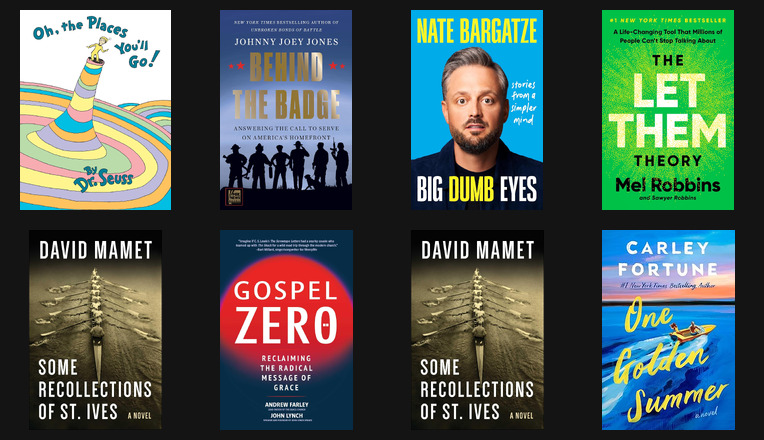 Oh, the Places
You'll
Go!
By
Dr. Seuss
NEW YORK TIMES BESTSELLING AUTHOR OF
UNBROKEN BONDS OF BATTLE
JOHNNY JOEY JONES
BEHIND
THE BADGE
ANSWERING THE CALL TO SERVE
ON AMERICA'S HOMEFRONT
NATE BARGATZE
stories
from a
simpler
mind
BIG DUMB EYES
#1 NEW YORK TIMES BESTSELLER
A Life-Changing Tool That Millions of
People Can't Stop Talking About
THE
LET
THEM
THEORY
Mel Robbins
and Sawyer Robbins
DAVID MAMET
SOME
RECOLLECTIONS
OF ST. IVES
A NOVEL
GOSPEL
ZERO
RECLAIMING
THE RADICAL
MESSAGE OF
GRACE
ANDREW FARLEY
JOHN LYNCH
DAVID MAMET
SOME
RECOLLECTIONS
OF ST. IVES
A NOVEL
CARLEY
FORTUNE
#1 New York Times Bestselling Author
One
Golden
Summer
a novel